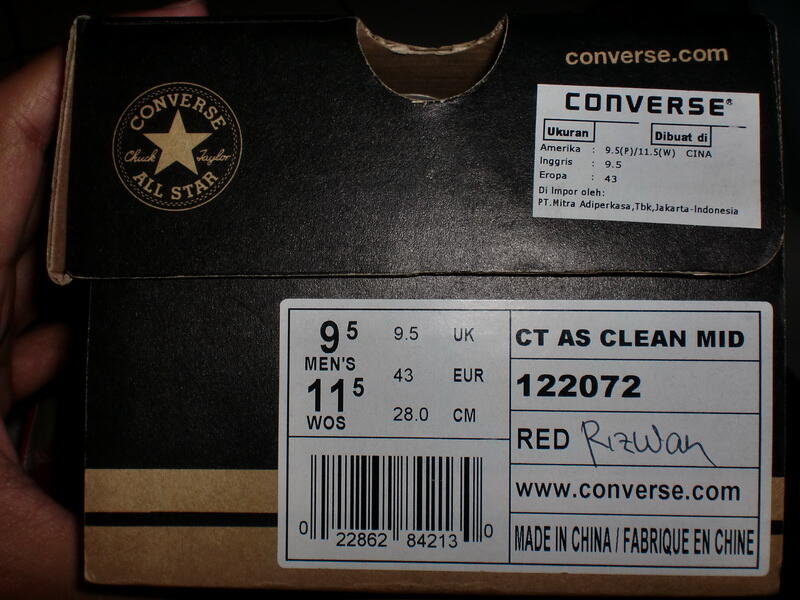 converse.com
CONVERSE
Chuck Taylor
ALL STAR
CONVERSE®
Ukuran Dibuat di
Amerika : 9.5(P)/11.5(W) CINA
Inggris : 9.5
Eropa : 43
Di Impor oleh:
PT.Mitra Adiperkasa,Tbk,Jakarta-Indonesia
9 5 9.5 UK
MEN'S
11 5 43 EUR
WOS 28.0 CM
CT AS CLEAN MID
122072
RED Rizwan
www.converse.com
MADE IN CHINA / FABRIQUE EN CHINE
0 22862 84213 0